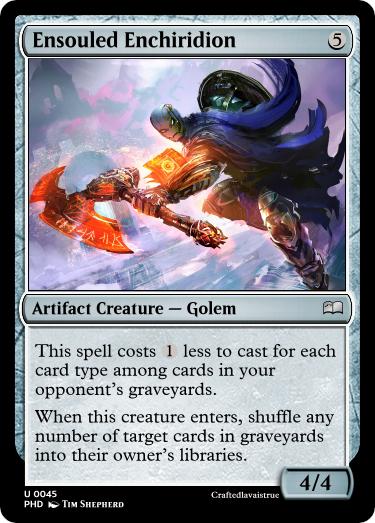 Ensouled Enchiridion 5
Artifact Creature — Golem
This spell costs 1 less to cast for each
card type among cards in your
opponent's graveyards.
When this creature enters, shuffle any
number of target cards in graveyards
into their owner's libraries.
4/4
U 0045
PHD Tim Shepherd
Craftedlavaistrue